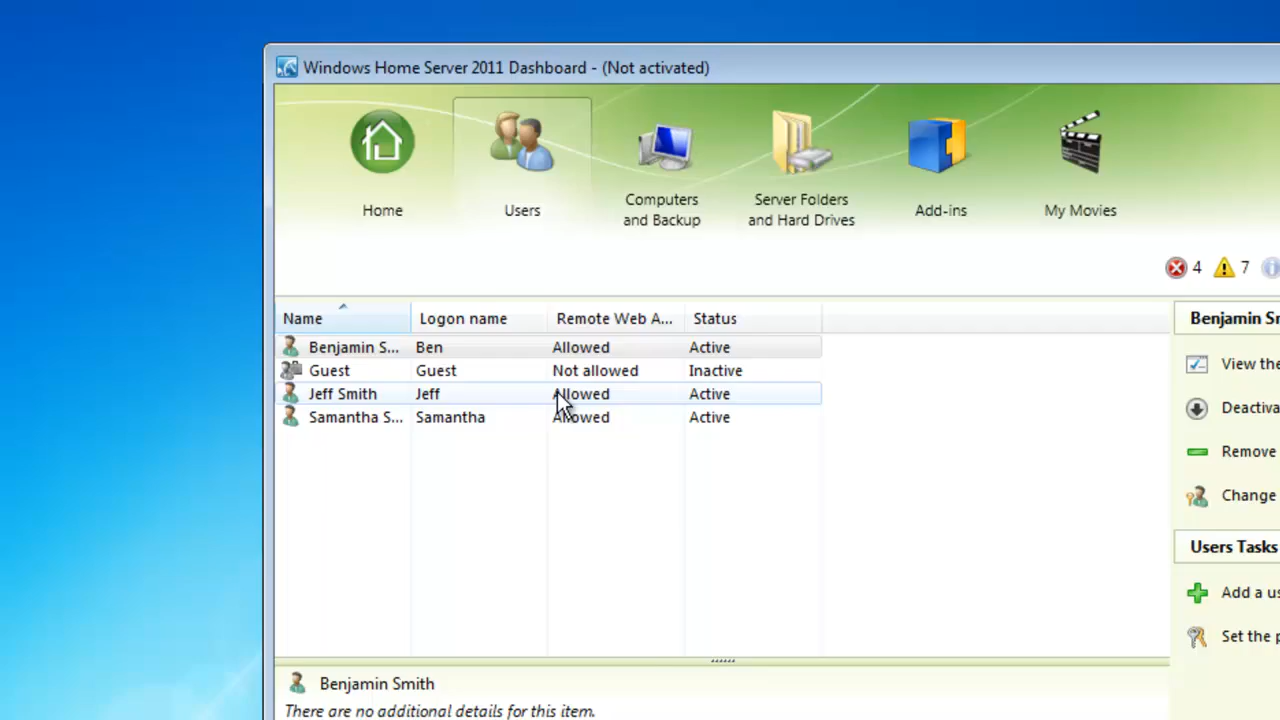 Windows Home Server 2011 Dashboard - (Not activated)
Home
Users
Computers
and Backup
Server Folders
and Hard Drives
Add-ins
My Movies
4
7
Name
Logon name
Remote Web A...
Status
Benjamin S... Ben Allowed Active
Guest Guest Not allowed Inactive
Jeff Smith Jeff Allowed Active
Samantha S... Samantha Allowed Active
Benjamin Sr
View the
Deactiva
Remove
Change
Users Tasks
Add a us
Set the p
Benjamin Smith
There are no additional details for this item.